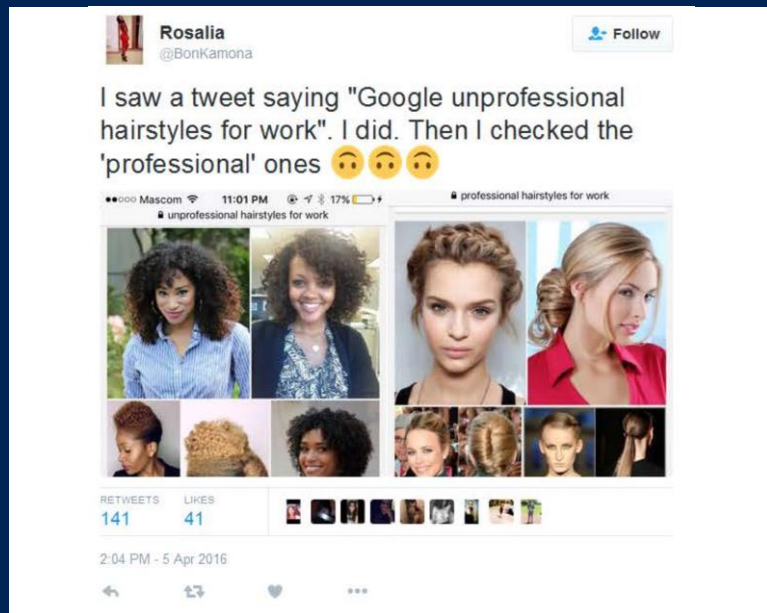 Rosalia
@BonKamona
Follow
I saw a tweet saying "Google unprofessional
hairstyles for work". I did. Then I checked the
'professional' ones 🙃🙃🙃
Mascom 11:01 PM 17%
unprofessional hairstyles for work
professional hairstyles for work
RETWEETS LIKES
141 41
2:04 PM - 5 Apr 2016